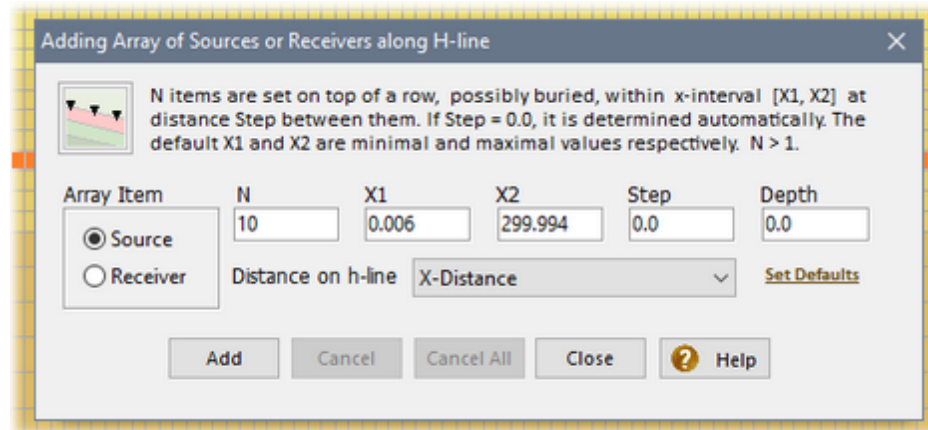 Adding Array of Sources or Receivers along H-line
N items are set on top of a row, possibly buried, within x-interval [X1, X2] at
distance Step between them. If Step = 0.0, it is determined automatically. The
default X1 and X2 are minimal and maximal values respectively. N > 1.
Array Item N X1 X2 Step Depth
10 0.006 299.994 0.0 0.0
Source
Receiver Distance on h-line X-Distance Set Defaults
Add Cancel Cancel All Close Help